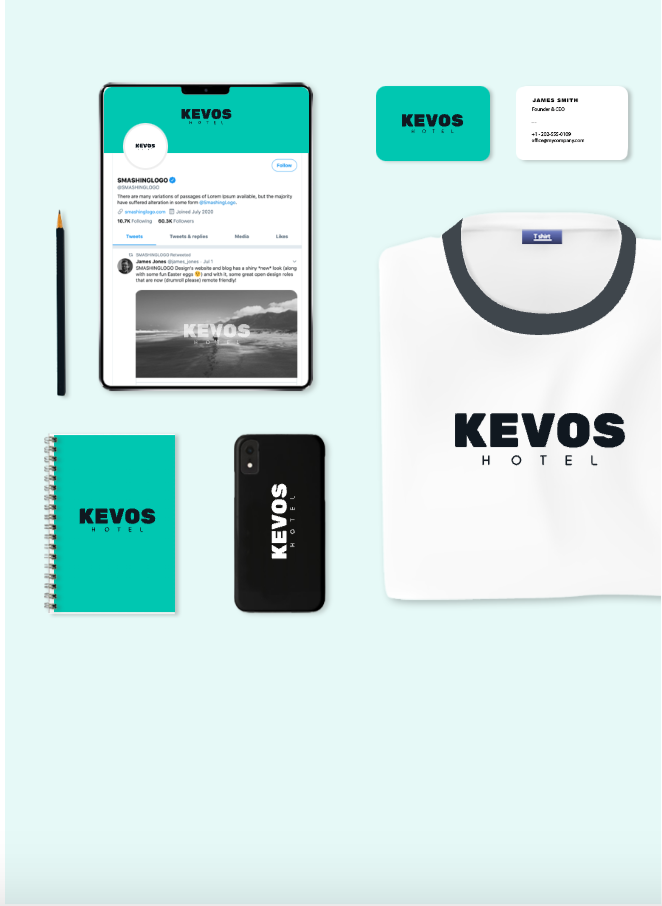 KEVOS
HOTEL
KEVOS
Follow
SMASHINGLOGO
@SMASHINGLOGO
There are many variations of passages of Lorem Ipsum available, but the majority
have suffered alteration in some form @SmashingLogo.
smashinglogo.com Joined July 2020
10.7K Following 60.3K Followers
Tweets Tweets & replies Media Likes
SMASHINGLOGO Retweeted
James Jones @james_jones · Jul 1
SMASHINGLOGO Design's website and blog has a shiny *new* look (along
with some fun Easter eggs 😍) and with it, some great open design roles
that are now (drumroll please) remote friendly!
KEVOS
HOTEL
KEVOS
HOTEL
JAMES SMITH
Founder & CEO
—
+1 - 202-555-0109
office@mycompany.com
T shirt
KEVOS
HOTEL
KEVOS
HOTEL
KEVOS
HOTEL